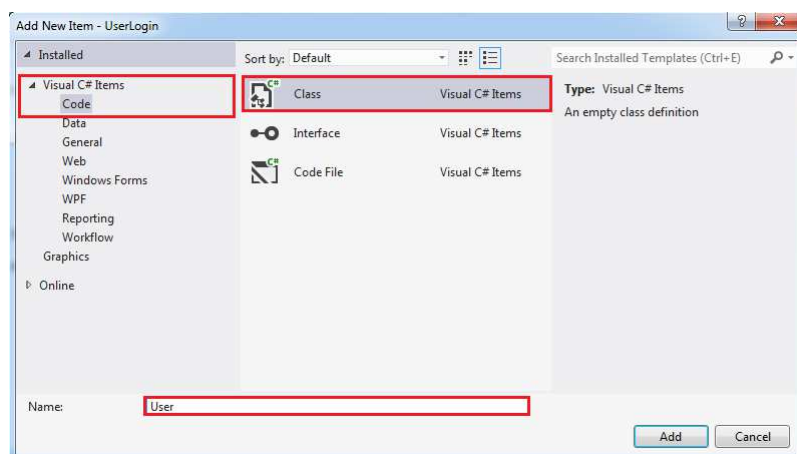 Add New Item - UserLogin
Installed
Sort by: Default
Search Installed Templates (Ctrl+E)
Visual C# Items
Code
Data
General
Web
Windows Forms
WPF
Reporting
Workflow
Graphics
Online
C# Class Visual C# Items
Interface Visual C# Items
C# Code File Visual C# Items
Type: Visual C# Items
An empty class definition
Name: User
Add Cancel